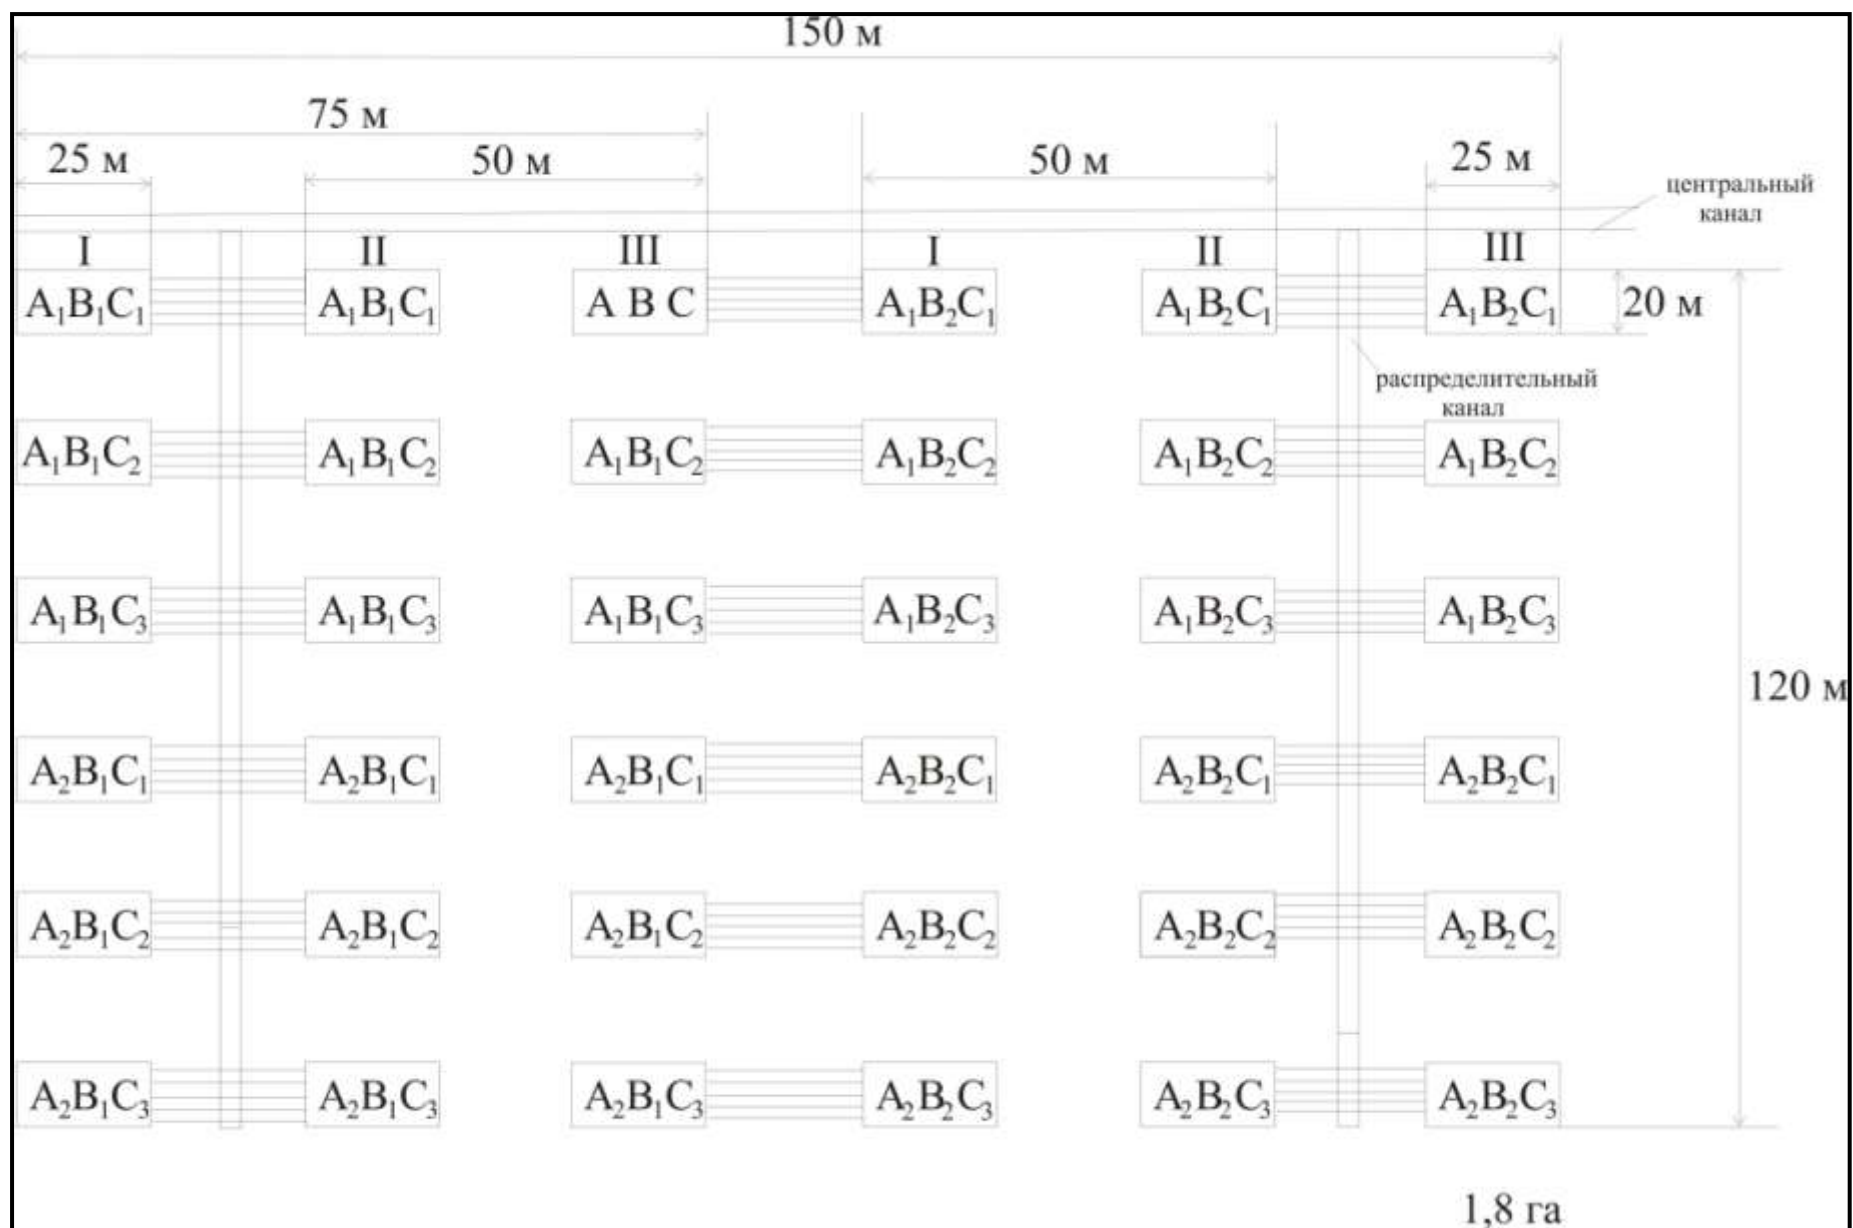 150 м
75 м
25 м 50 м 50 м 25 м
центральный
канал
I II III I II III
A₁B₁C₁ A₁B₁C₁ A B C A₁B₂C₁ A₁B₂C₁ A₁B₂C₁ 20 м
распределительный
канал
A₁B₁C₂ A₁B₁C₂ A₁B₁C₂ A₁B₂C₂ A₁B₂C₂ A₁B₂C₂
A₁B₁C₃ A₁B₁C₃ A₁B₁C₃ A₁B₂C₃ A₁B₂C₃ A₁B₂C₃
120 м
A₂B₁C₁ A₂B₁C₁ A₂B₁C₁ A₂B₂C₁ A₂B₂C₁ A₂B₂C₁
A₂B₁C₂ A₂B₁C₂ A₂B₁C₂ A₂B₂C₂ A₂B₂C₂ A₂B₂C₂
A₂B₁C₃ A₂B₁C₃ A₂B₁C₃ A₂B₂C₃ A₂B₂C₃ A₂B₂C₃
1,8 га